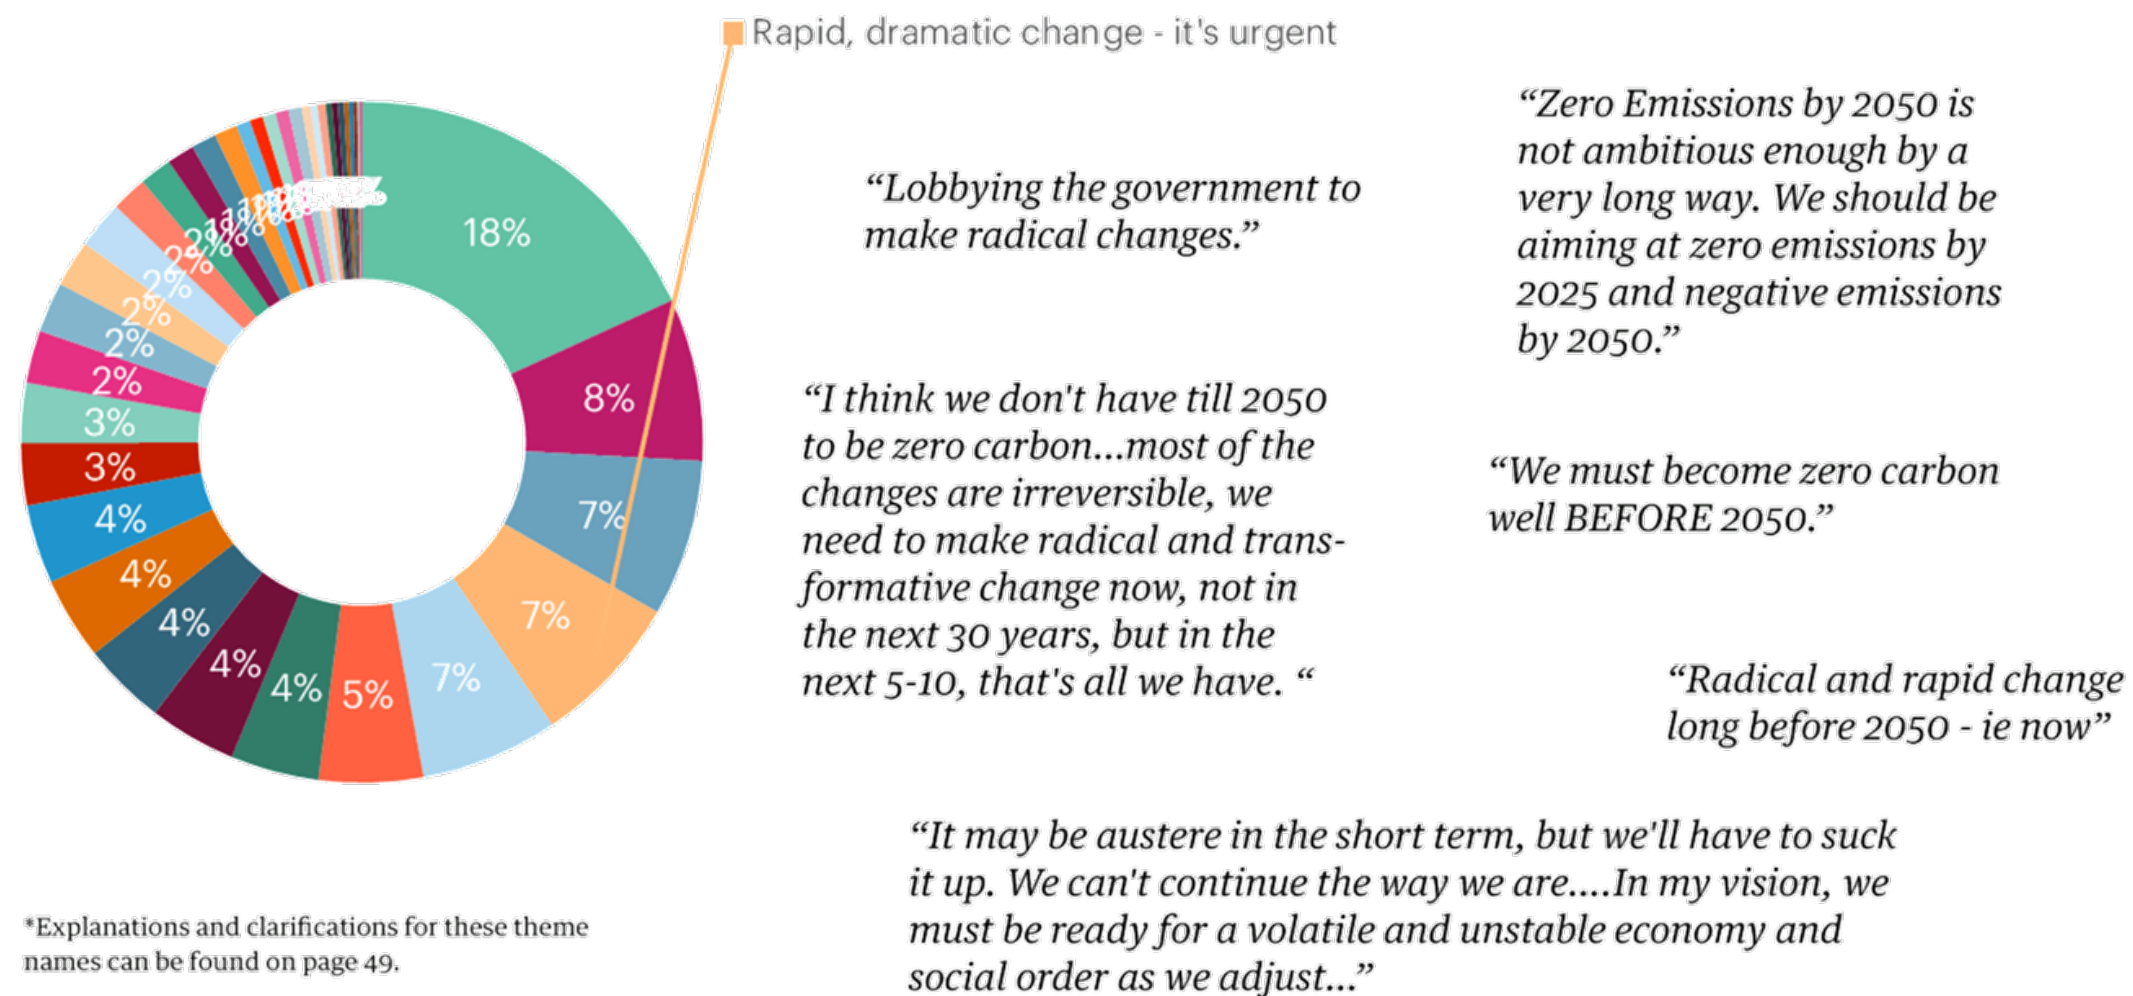 Rapid, dramatic change - it's urgent
“Zero Emissions by 2050 is
not ambitious enough by a
very long way. We should be
aiming at zero emissions by
2025 and negative emissions
by 2050.”
“Lobbying the government to
make radical changes.”
“I think we don't have till 2050
to be zero carbon...most of the
changes are irreversible, we
need to make radical and trans-
formative change now, not in
the next 30 years, but in the
next 5-10, that's all we have. “
“We must become zero carbon
well BEFORE 2050.”
“Radical and rapid change
long before 2050 - ie now”
“It may be austere in the short term, but we'll have to suck
it up. We can't continue the way we are....In my vision, we
must be ready for a volatile and unstable economy and
social order as we adjust...”
18%
8%
7%
7%
7%
5%
4%
4%
4%
4%
4%
3%
3%
2%
2%
2%
2%
2%
2%
*Explanations and clarifications for these theme
names can be found on page 49.